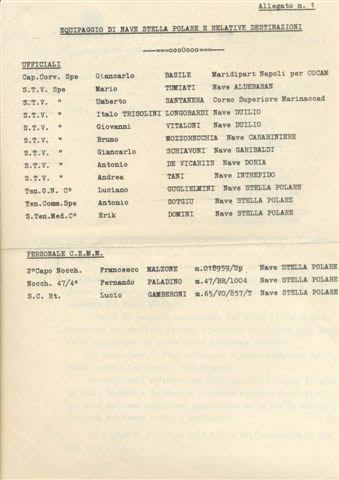 Allegato n. 1
EQUIPAGGIO DI NAVE STELLA POLARE E RELATIVE DESTINAZIONI
---===ooo0ooo===---
UFFICIALI
Cap.Corv. Spe Giancarlo BASILE Maridipart Napoli per COCAM
S.T.V. Spe Mario TUMIATI Nave ALDEBARAN
S.T.V. " Umberto SANTANERA Corso Superiore Marinaccad
S.T.V. " Italo TRISOLINI LONGOBARDI Nave DUILIO
S.T.V. " Giovanni VITALONI Nave DUILIO
S.T.V. " Bruno MOZZORECCHIA Nave CARABINIERE
S.T.V. " Giancarlo SCHIAVONI Nave GARIBALDI
S.T.V. " Antonio DE VICARIIS Nave DORIA
S.T.V. " Andrea TANI Nave INTREPIDO
Ten.G.N. C° Luciano GUGLIELMINI Nave STELLA POLARE
Ten.Comm.Spe Antonio SOTGIU Nave STELLA POLARE
S.Ten.Med.C° Erik DOMINI Nave STELLA POLARE
PERSONALE C.E.M.M.
2°Capo Nocch. Francesco MALZONE m.018959/Sp Nave STELLA POLARE
Nocch. 47/4° Fernando PALADINO m.47/BR/1004 Nave STELLA POLARE
S.C. Rt. Lucio GAMBERONI m.65/VO/857/T Nave STELLA POLARE